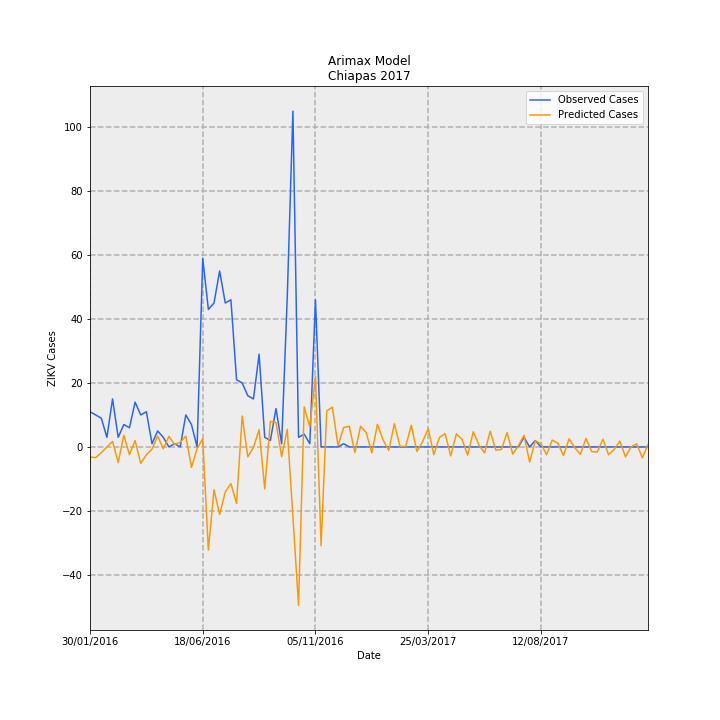 Arimax Model
Chiapas 2017
Observed Cases
Predicted Cases
100
80
60
40
20
0
−20
−40
ZIKV Cases
30/01/2016
18/06/2016
05/11/2016
25/03/2017
12/08/2017
Date